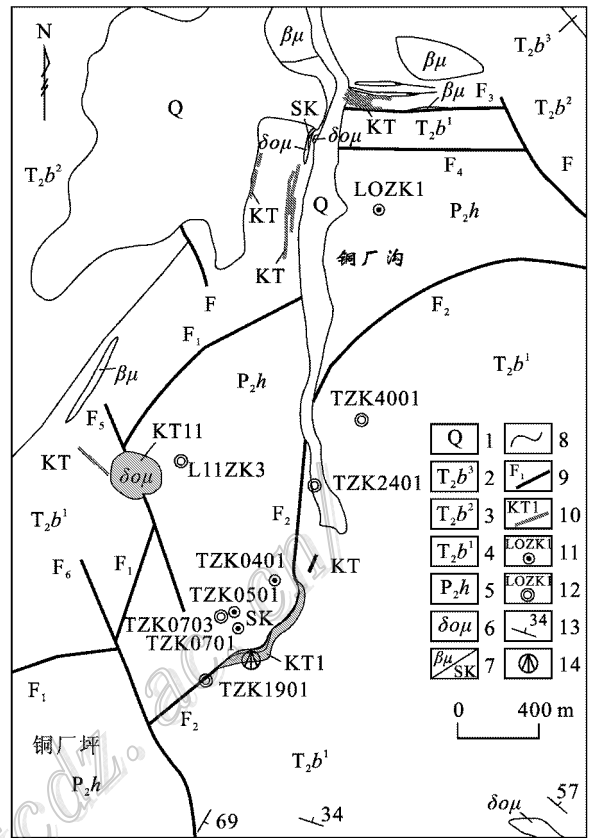 N
βμ
βμ
T₂b³
Q
SK
βμ
F₃
T₂b²
δομ
δομ
KT
T₂b¹
T₂b²
F₄
F
KT
Q
LOZK1
P₂h
KT
铜厂沟
F
F₂
F₁
P₂h
T₂b¹
βμ
F₅
KT11
TZK4001
KT
δομ
L11ZK3
TZK2401
T₂b¹
F₂
F₆
F₁
TZK0401
KT
TZK0501
TZK0703
SK
TZK0701
KT1
TZK1901
F₁
F₂
铜厂坪
P₂h
T₂b¹
69
34
57
δομ
Q 1
T₂b³ 2
T₂b² 3
T₂b¹ 4
P₂h 5
δομ 6
βμ SK 7
8
F₁ 9
KT1 10
LOZK1 11
LOZK1 12
34 13
14
0 400 m
cdz.ac.cn/